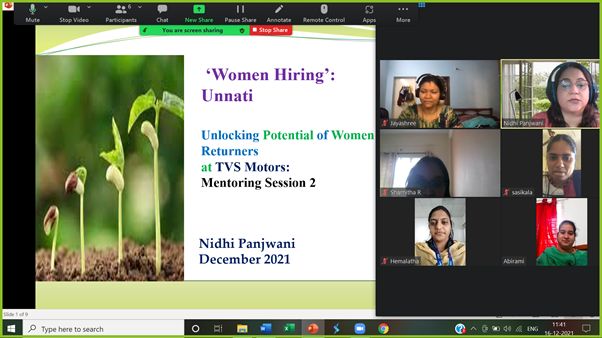 Mute
Stop Video
6
Participants
Chat
New Share
Pause Share
Annotate
Remote Control
Apps
More
You are screen sharing
Stop Share
‘Women Hiring’:
Unnati
Unlocking Potential of Women
Returners
at TVS Motors:
Mentoring Session 2
Nidhi Panjwani
December 2021
Jayashree
Nidhi Panjwani
Shamitha R
sasikala
Hemalatha
Abirami
Slide 1 of 9
Type here to search
11:41
16-12-2021